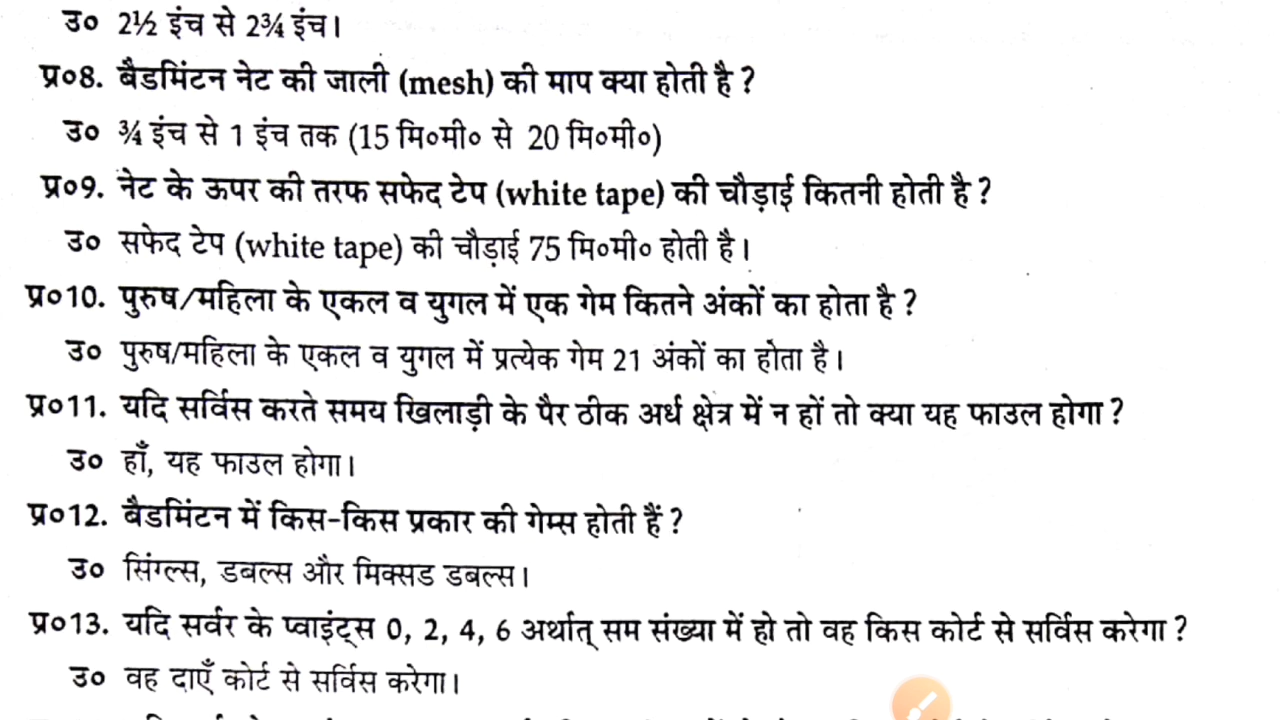 उ० 2½ इंच से 2¾ इंच।
प्र०8. बैडमिंटन नेट की जाली (mesh) की माप क्या होती है ?
उ० ¾ इंच से 1 इंच तक (15 मि०मी० से 20 मि०मी०)
प्र०9. नेट के ऊपर की तरफ सफेद टेप (white tape) की चौड़ाई कितनी होती है ?
उ० सफेद टेप (white tape) की चौड़ाई 75 मि०मी० होती है।
प्र०10. पुरुष/महिला के एकल व युगल में एक गेम कितने अंकों का होता है ?
उ० पुरुष/महिला के एकल व युगल में प्रत्येक गेम 21 अंकों का होता है।
प्र०11. यदि सर्विस करते समय खिलाड़ी के पैर ठीक अर्ध क्षेत्र में न हों तो क्या यह फाउल होगा ?
उ० हाँ, यह फाउल होगा।
प्र०12. बैडमिंटन में किस-किस प्रकार की गेम्स होती हैं ?
उ० सिंग्ल्स, डबल्स और मिक्सड डबल्स।
प्र०13. यदि सर्वर के प्वाइंट्स 0, 2, 4, 6 अर्थात् सम संख्या में हो तो वह किस कोर्ट से सर्विस करेगा ?
उ० वह दाएँ कोर्ट से सर्विस करेगा।